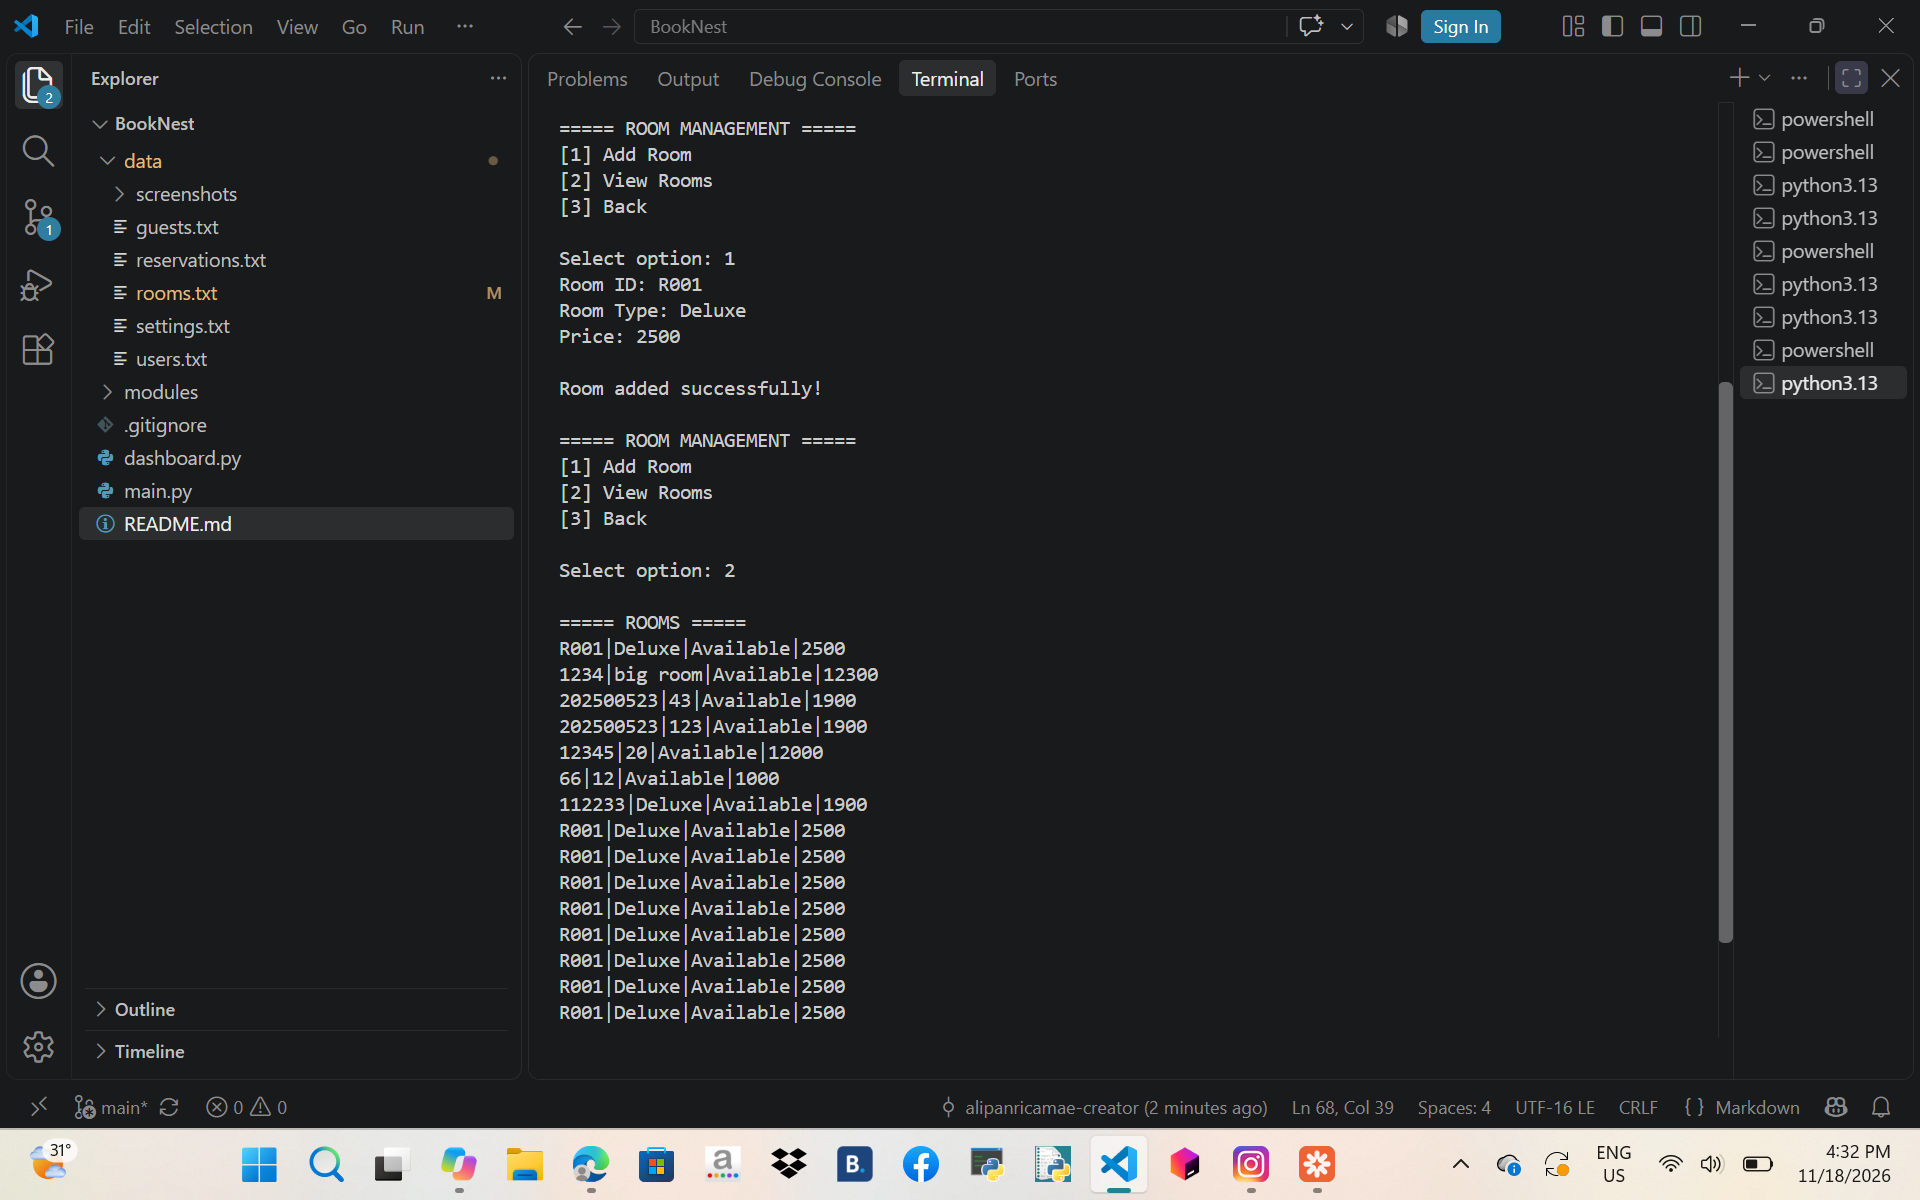 File Edit Selection View Go Run ···
BookNest
Sign In
Explorer
2
BookNest
data
screenshots
guests.txt
1
reservations.txt
rooms.txt M
settings.txt
users.txt
modules
.gitignore
dashboard.py
main.py
README.md
Outline
Timeline
Problems Output Debug Console Terminal Ports
===== ROOM MANAGEMENT =====
[1] Add Room
[2] View Rooms
[3] Back
Select option: 1
Room ID: R001
Room Type: Deluxe
Price: 2500
Room added successfully!
===== ROOM MANAGEMENT =====
[1] Add Room
[2] View Rooms
[3] Back
Select option: 2
===== ROOMS =====
R001|Deluxe|Available|2500
1234|big room|Available|12300
202500523|43|Available|1900
202500523|123|Available|1900
12345|20|Available|12000
66|12|Available|1000
112233|Deluxe|Available|1900
R001|Deluxe|Available|2500
R001|Deluxe|Available|2500
R001|Deluxe|Available|2500
R001|Deluxe|Available|2500
R001|Deluxe|Available|2500
R001|Deluxe|Available|2500
R001|Deluxe|Available|2500
R001|Deluxe|Available|2500
powershell
powershell
python3.13
python3.13
powershell
python3.13
python3.13
powershell
python3.13
main* 0 0 alipanricamae-creator (2 minutes ago) Ln 68, Col 39 Spaces: 4 UTF-16 LE CRLF { } Markdown
31°
a
B.
ENG
US
4:32 PM
11/18/2026